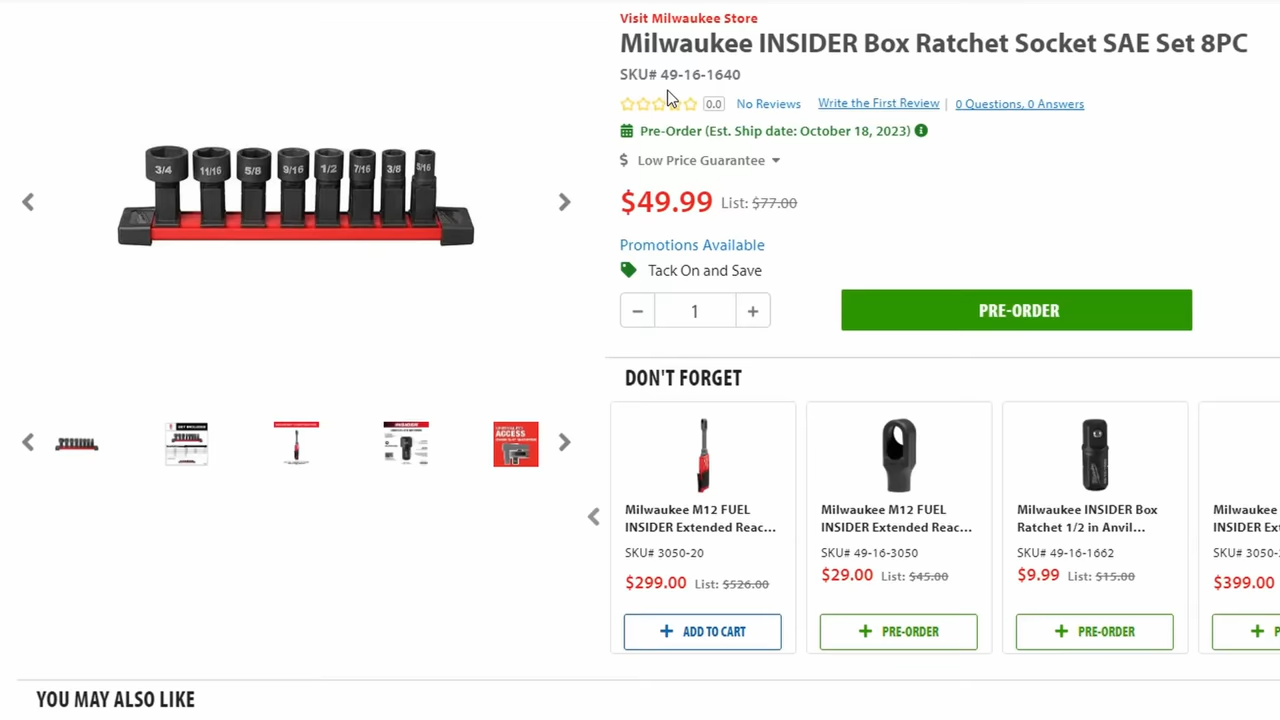 Visit Milwaukee Store
Milwaukee INSIDER Box Ratchet Socket SAE Set 8PC
SKU# 49-16-1640
0.0 No Reviews Write the First Review | 0 Questions, 0 Answers
Pre-Order (Est. Ship date: October 18, 2023)
$ Low Price Guarantee
$49.99 List: $77.00
Promotions Available
Tack On and Save
− 1 +
PRE-ORDER
3/4 11/16 5/8 9/16 1/2 7/16 3/8 5/16
ACCESS
DON'T FORGET
Milwaukee M12 FUEL
INSIDER Extended Reac...
SKU# 3050-20
$299.00 List: $526.00
+ ADD TO CART
Milwaukee M12 FUEL
INSIDER Extended Reac...
SKU# 49-16-3050
$29.00 List: $45.00
+ PRE-ORDER
Milwaukee INSIDER Box
Ratchet 1/2 in Anvil...
SKU# 49-16-1662
$9.99 List: $15.00
+ PRE-ORDER
Milwaukee
INSIDER Ex
SKU# 3050-
$399.00
+ P
YOU MAY ALSO LIKE